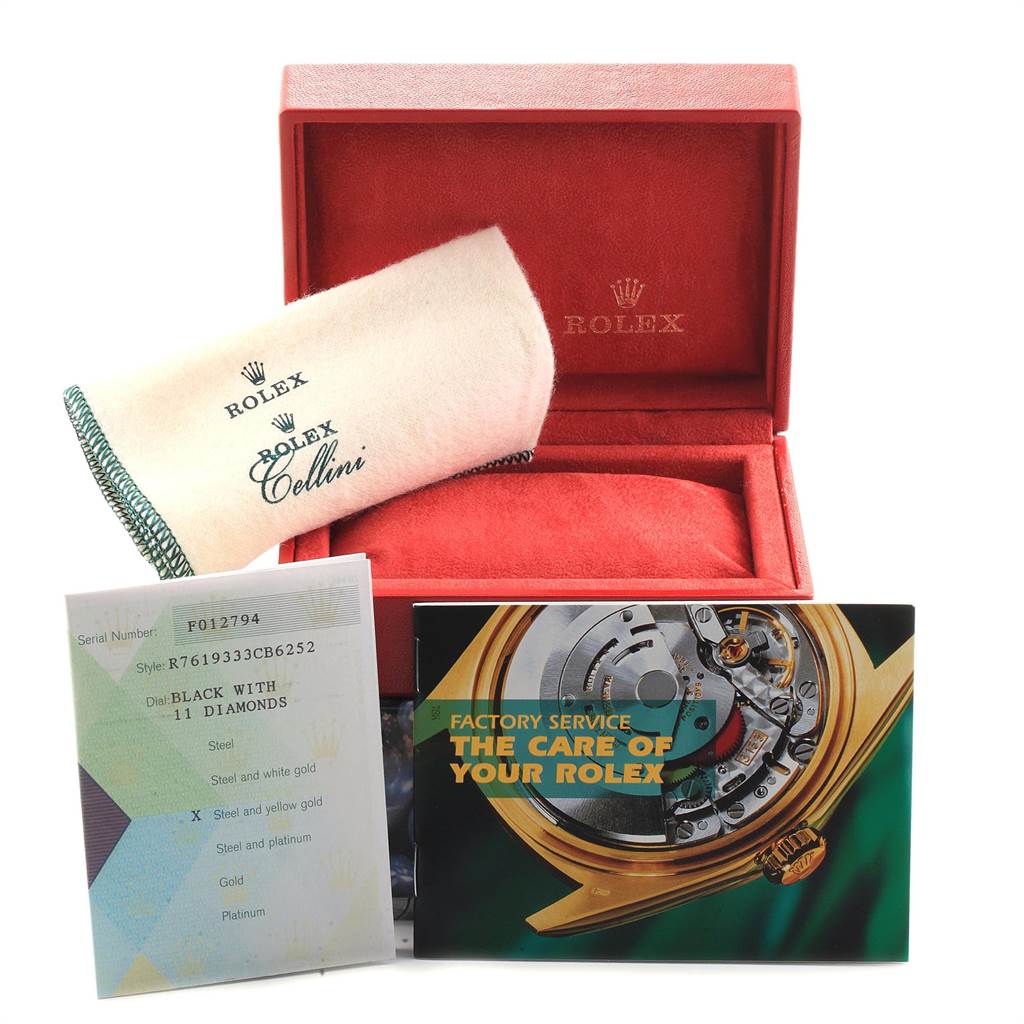 ROLEX
ROLEX
ROLEX
Cellini
Serial Number: F012794
Style: R7619333CB6252
Dial: BLACK WITH
11 DIAMONDS
Steel
Steel and white gold
X Steel and yellow gold
Steel and platinum
Gold
Platinum
FACTORY SERVICE
THE CARE OF
YOUR ROLEX